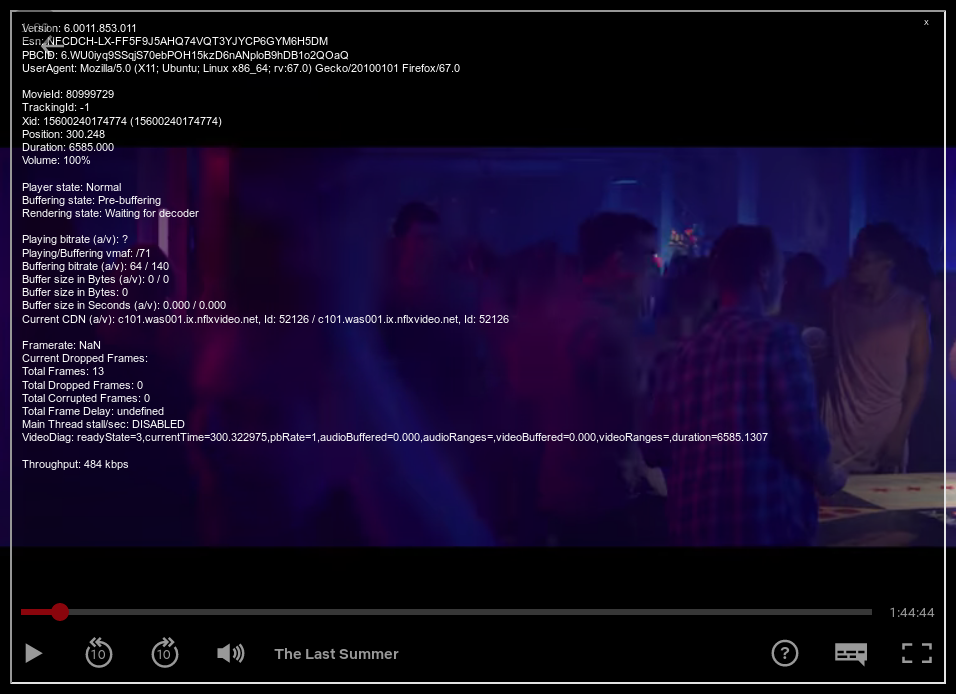 Version: 6.0011.853.011
Esn: NFCDCH-LX-FF5F9J5AHQ74VQT3YJYCP6GYM6H5DM
PBCID: 6.WU0iyq9SSqjS70ebPOH15kzD6nANploB9hDB1o2QOaQ
UserAgent: Mozilla/5.0 (X11; Ubuntu; Linux x86_64; rv:67.0) Gecko/20100101 Firefox/67.0
x
MovieId: 80999729
TrackingId: -1
Xid: 15600240174774 (15600240174774)
Position: 300.248
Duration: 6585.000
Volume: 100%
Player state: Normal
Buffering state: Pre-buffering
Rendering state: Waiting for decoder
Playing bitrate (a/v): ?
Playing/Buffering vmaf: /71
Buffering bitrate (a/v): 64 / 140
Buffer size in Bytes (a/v): 0 / 0
Buffer size in Bytes: 0
Buffer size in Seconds (a/v): 0.000 / 0.000
Current CDN (a/v): c101.was001.ix.nflxvideo.net, Id: 52126 / c101.was001.ix.nflxvideo.net, Id: 52126
Framerate: NaN
Current Dropped Frames:
Total Frames: 13
Total Dropped Frames: 0
Total Corrupted Frames: 0
Total Frame Delay: undefined
Main Thread stall/sec: DISABLED
VideoDiag: readyState=3,currentTime=300.322975,pbRate=1,audioBuffered=0.000,audioRanges=,videoBuffered=0.000,videoRanges=,duration=6585.1307
Throughput: 484 kbps
1:44:44
10
10
The Last Summer
?